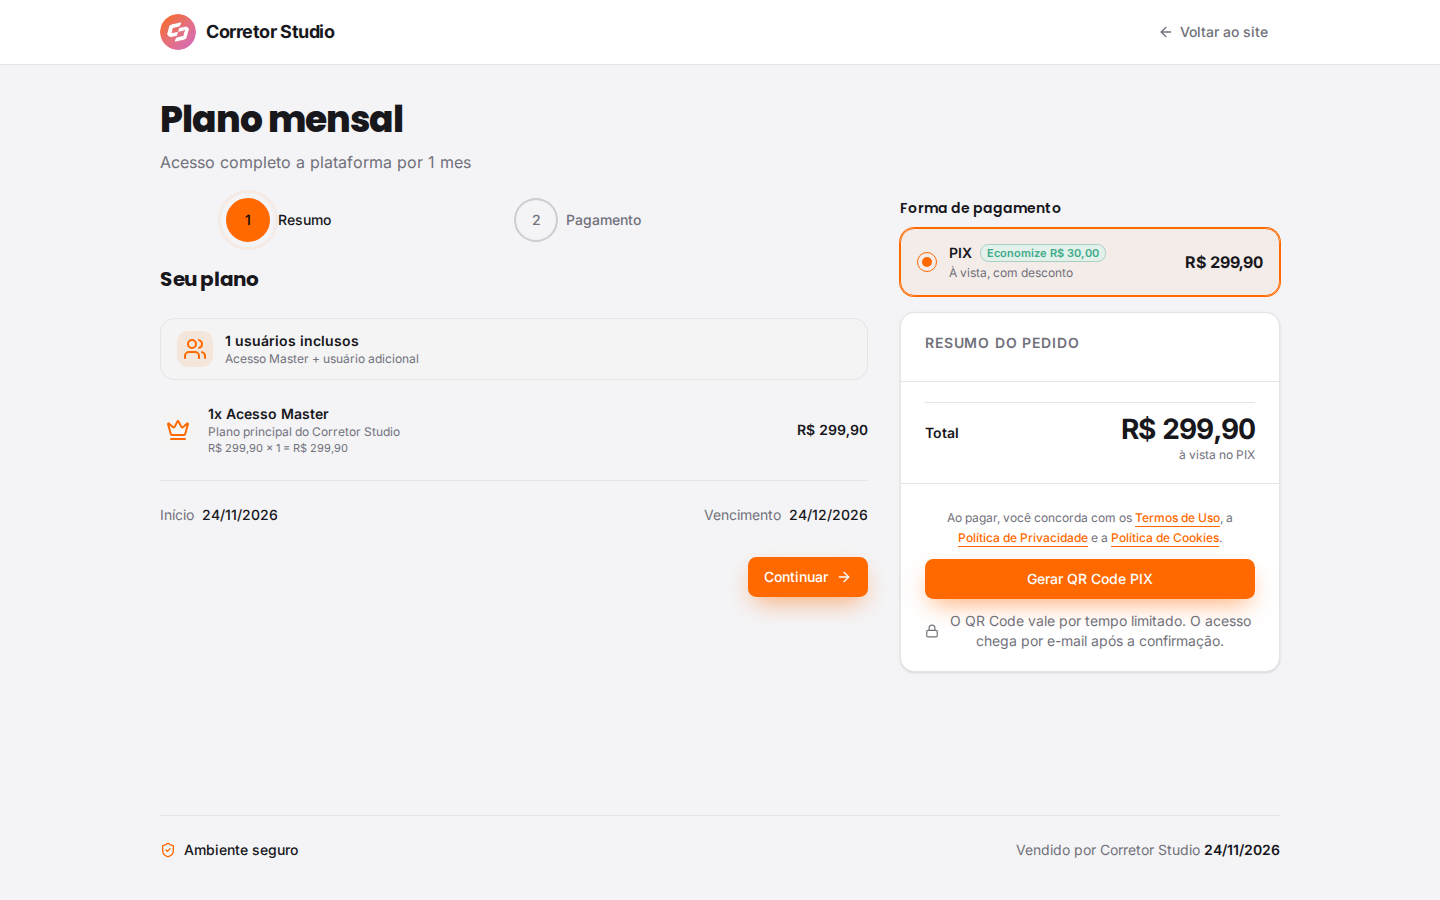 Corretor Studio
Voltar ao site
Plano mensal
Acesso completo a plataforma por 1 mes
1 Resumo
2 Pagamento
Seu plano
1 usuários inclusos
Acesso Master + usuário adicional
1x Acesso Master
Plano principal do Corretor Studio
R$ 299,90 × 1 = R$ 299,90
R$ 299,90
Início 24/11/2026
Vencimento 24/12/2026
Continuar
Forma de pagamento
PIX Economize R$ 30,00
À vista, com desconto
R$ 299,90
RESUMO DO PEDIDO
Total R$ 299,90
à vista no PIX
Ao pagar, você concorda com os Termos de Uso, a
Política de Privacidade e a Política de Cookies.
Gerar QR Code PIX
O QR Code vale por tempo limitado. O acesso
chega por e-mail após a confirmação.
Ambiente seguro
Vendido por Corretor Studio 24/11/2026